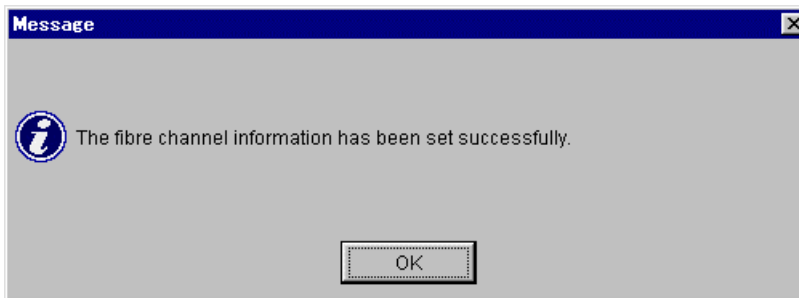 Message
The fibre channel information has been set successfully.
OK